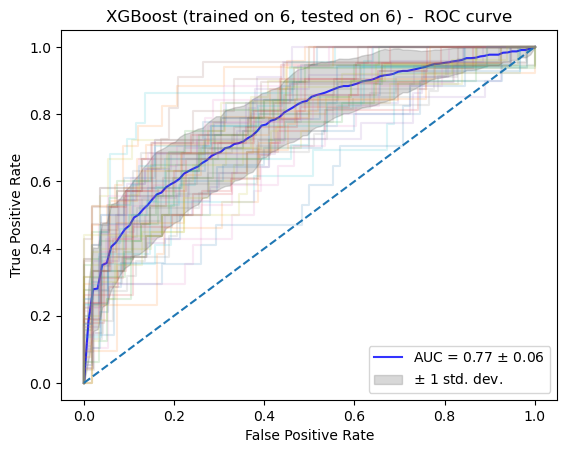 XGBoost (trained on 6, tested on 6) -  ROC curve
True Positive Rate
1.0
0.8
0.6
0.4
0.2
0.0
AUC = 0.77 ± 0.06
± 1 std. dev.
0.0 0.2 0.4 0.6 0.8 1.0
False Positive Rate